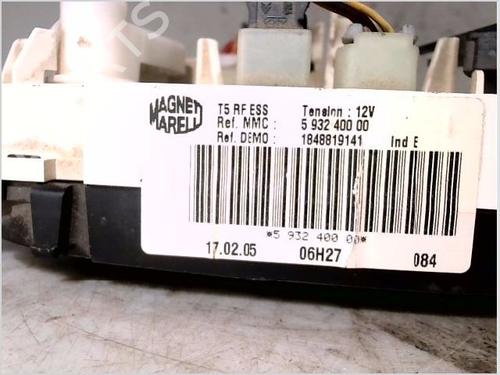 MAGNETI MARELLI
T5 RF ESS Tension : 12V
Ref. MMC : 5 932 400 00
Ref. DEMO : 1848819141 Ind E
*5 932 400 00*
17.02.05 06H27 084